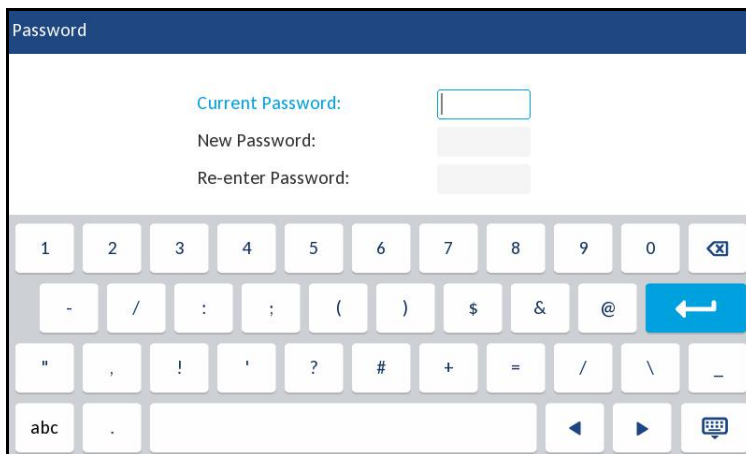 Password
Current Password:
New Password:
Re-enter Password:
1 2 3 4 5 6 7 8 9 0
- / : ; ( ) $ & @
" , ! ' ? # + = / \ _
abc .